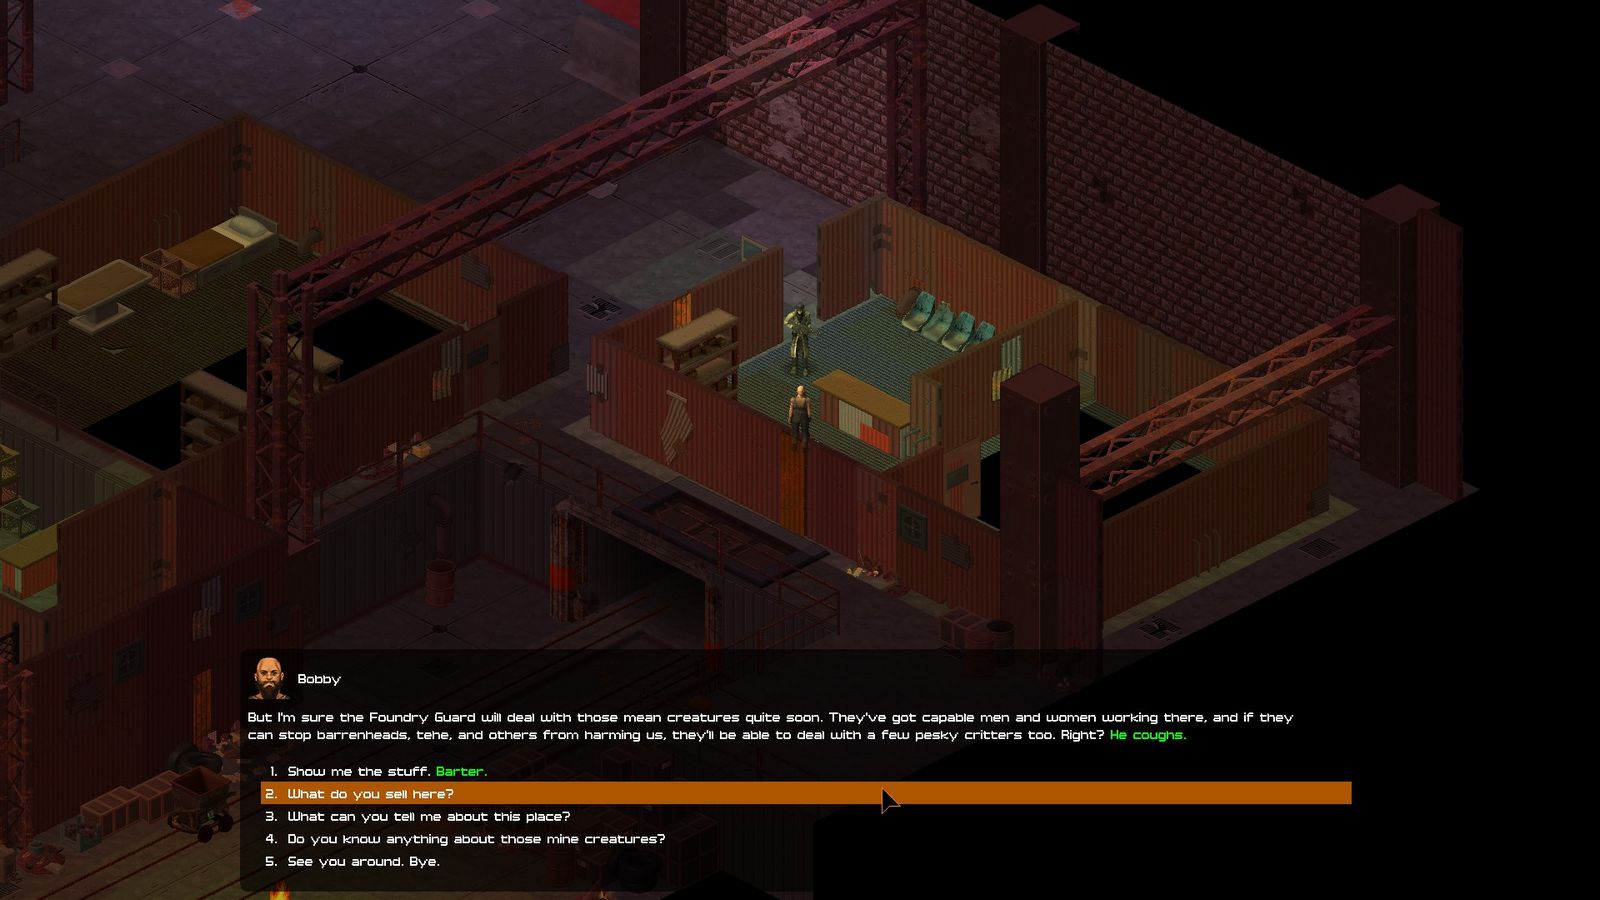 Bobby
But I'm sure the Foundry Guard will deal with those mean creatures quite soon. They've got capable men and women working there, and if they
can stop barrenheads, tehe, and others from harming us, they'll be able to deal with a few pesky critters too. Right? He coughs.
1. Show me the stuff. Barter.
2. What do you sell here?
3. What can you tell me about this place?
4. Do you know anything about those mine creatures?
5. See you around. Bye.